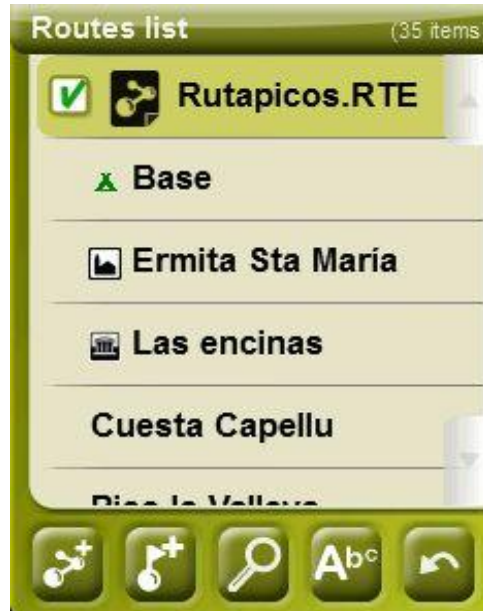 Routes list
(35 items
Rutapicos.RTE
Base
Ermita Sta María
Las encinas
Cuesta Capellu
Abc